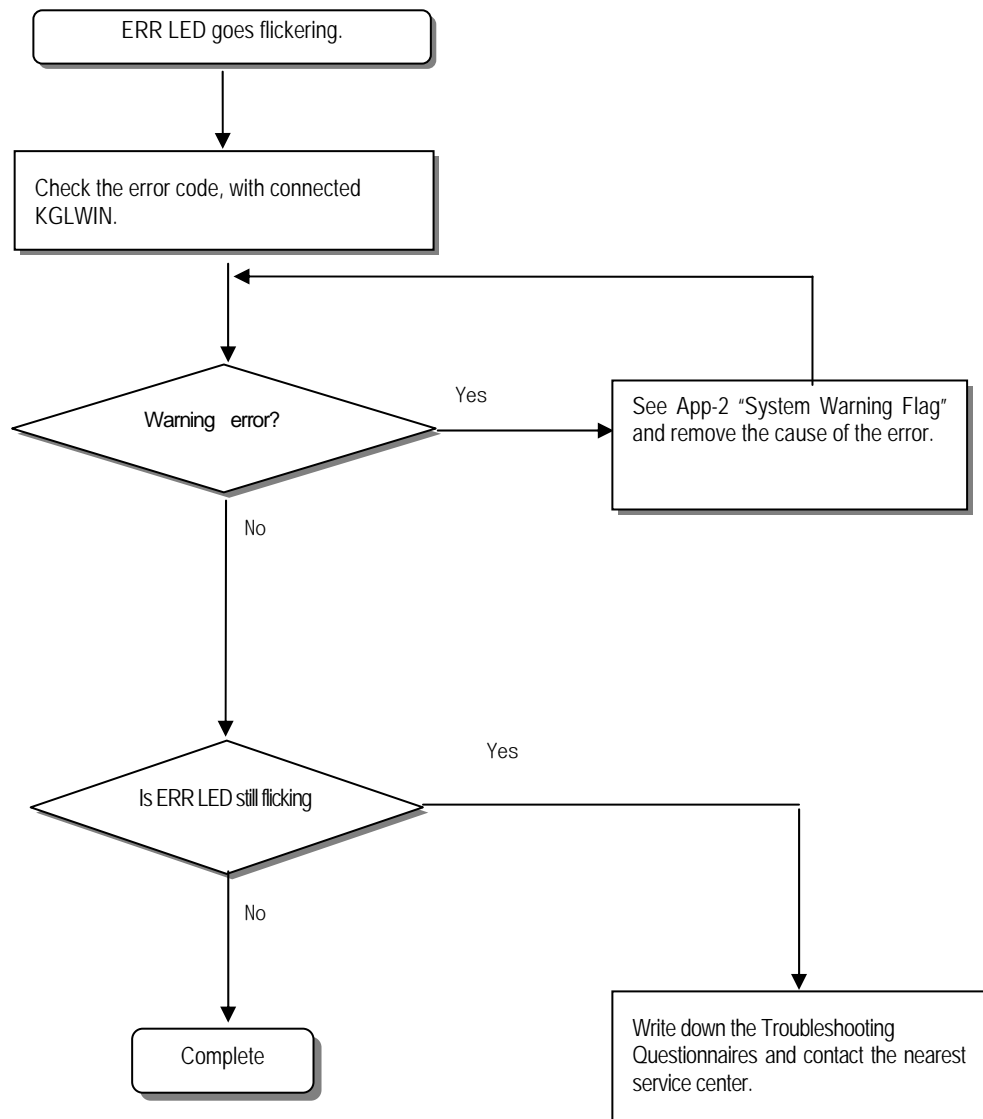 ERR LED goes flickering.
Check the error code, with connected
KGLWIN.
Warning error?
Yes
See App-2 “System Warning Flag”
and remove the cause of the error.
No
Is ERR LED still flicking
Yes
No
Complete
Write down the Troubleshooting
Questionnaires and contact the nearest
service center.